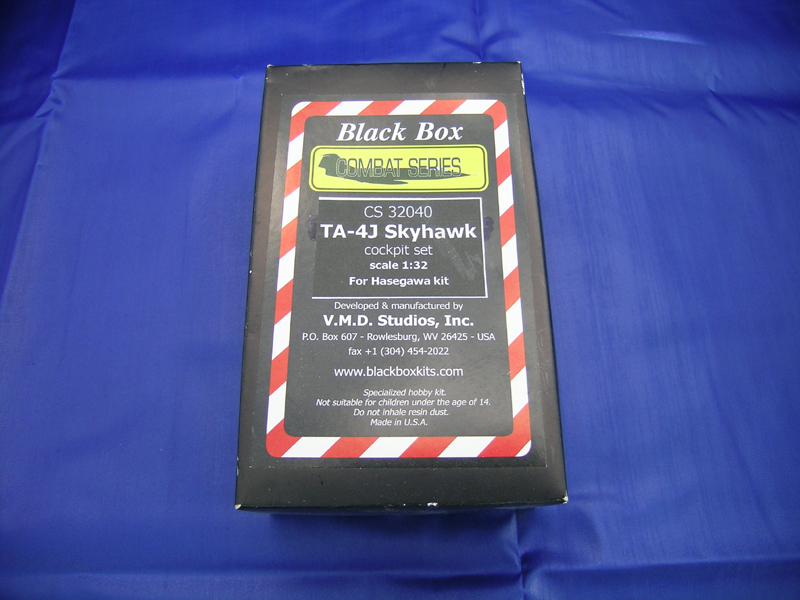 Black Box
COMBAT SERIES
CS 32040
TA-4J Skyhawk
cockpit set
scale 1:32
For Hasegawa kit
Developed & manufactured by
V.M.D. Studios, Inc.
P.O. Box 607 - Rowlesburg, WV 26425 - USA
fax +1 (304) 454-2022
www.blackboxkits.com
Specialized hobby kit.
Not suitable for children under the age of 14.
Do not inhale resin dust.
Made in U.S.A.